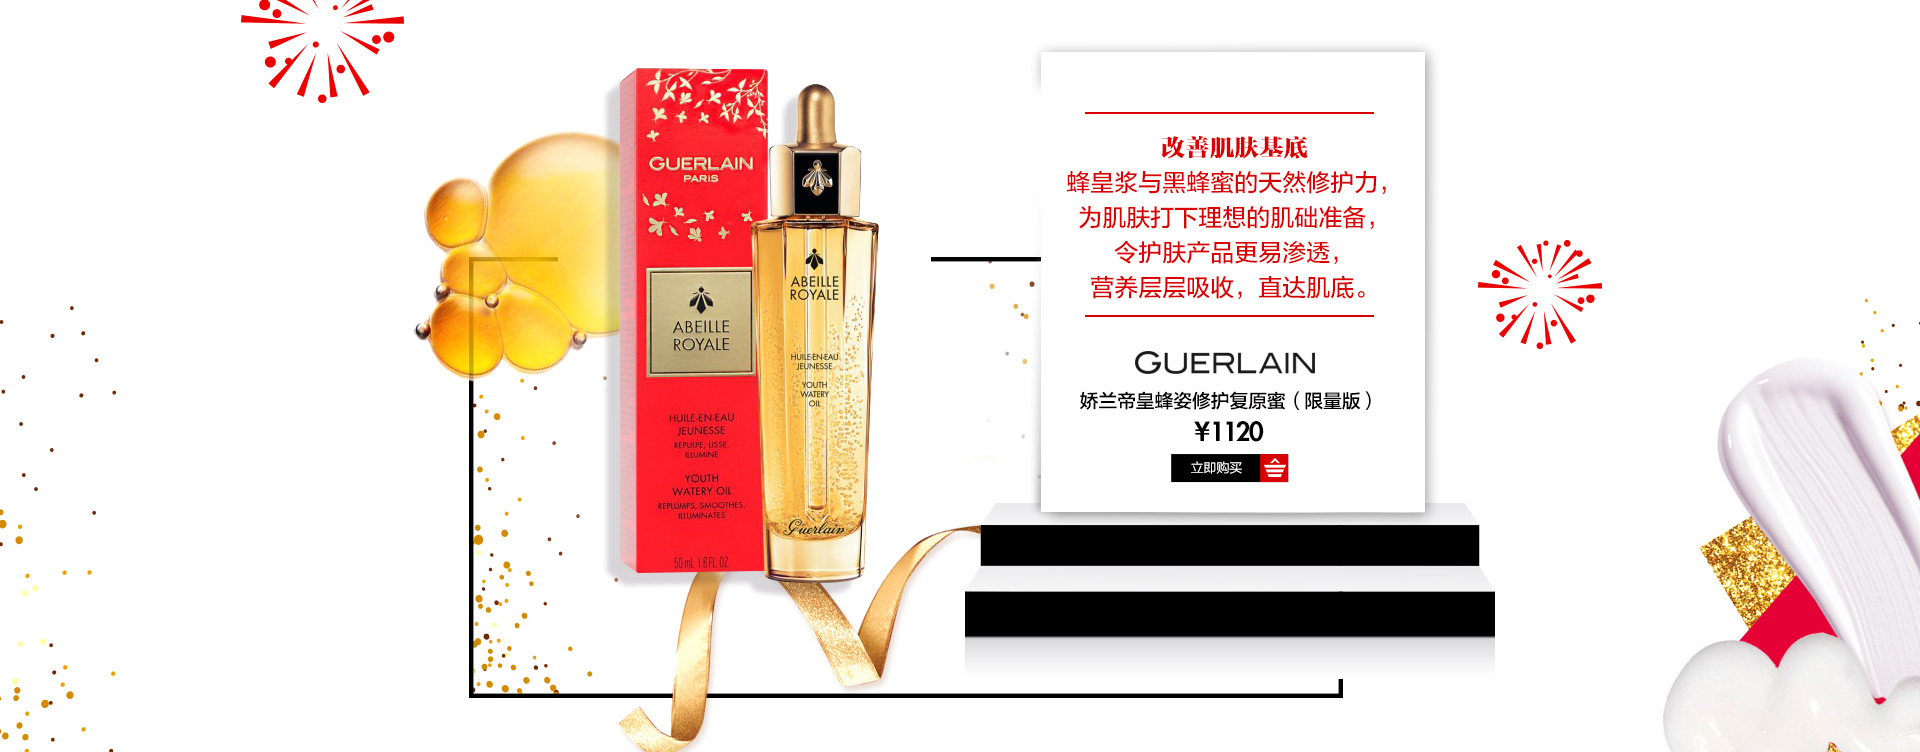 GUERLAIN
PARIS
ABEILLE
ROYALE
HUILE-EN-EAU
JEUNESSE
REPULPE, LISSE,
ILLUMINE
YOUTH
WATERY OIL
REPLUMPS, SMOOTHES,
ILLUMINATES
50 mL 1.6 FL.OZ.
ABEILLE
ROYALE
HUILE-EN-EAU
JEUNESSE
YOUTH
WATERY
OIL
Guerlain
改善肌肤基底
蜂皇浆与黑蜂蜜的天然修护力，
为肌肤打下理想的肌础准备，
令护肤产品更易渗透，
营养层层吸收，直达肌底。
GUERLAIN
娇兰帝皇蜂姿修护复原蜜（限量版）
¥1120
立即购买